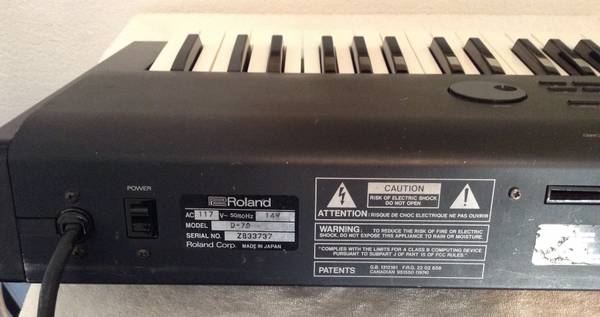 POWER
Roland
AC 117 V~ 50/60Hz 14W
MODEL D-70
SERIAL NO. ZB33737
Roland Corp. MADE IN JAPAN
CAUTION
RISK OF ELECTRIC SHOCK
DO NOT OPEN
ATTENTION: RISQUE DE CHOC ELECTRIQUE NE PAS OUVRIR
WARNING: TO REDUCE THE RISK OF FIRE OR ELECTRIC
SHOCK, DO NOT EXPOSE THIS APPLIANCE TO RAIN OR MOISTURE.
"COMPLIES WITH THE LIMITS FOR A CLASS B COMPUTING DEVICE
PURSUANT TO SUBPART J OF PART 15 OF FCC RULES."
PATENTS